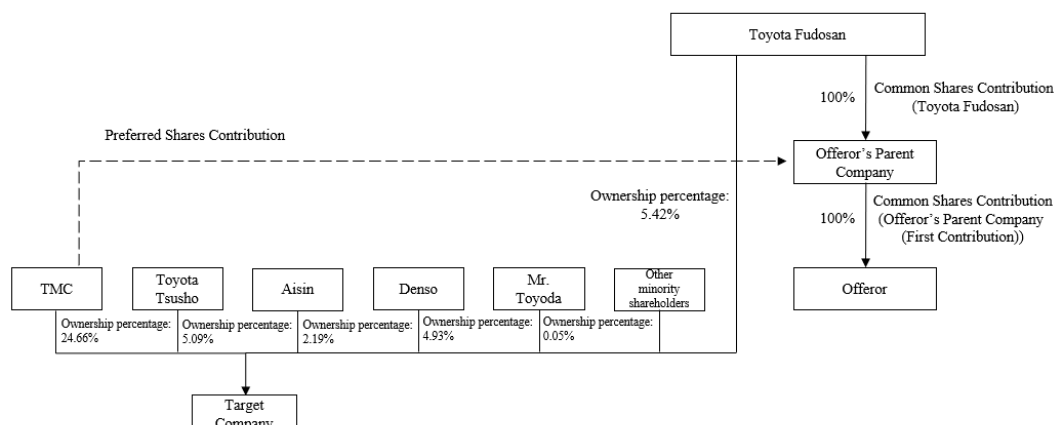 Toyota Fudosan
100%
Common Shares Contribution
(Toyota Fudosan)
Preferred Shares Contribution
Offeror's Parent
Company
Ownership percentage:
5.42%
100%
Common Shares Contribution
(Offeror's Parent Company
(First Contribution))
TMC
Toyota
Tsusho
Aisin
Denso
Mr.
Toyoda
Other
minority
shareholders
Offeror
Ownership percentage:
24.66%
Ownership percentage:
5.09%
Ownership percentage:
2.19%
Ownership percentage:
4.93%
Ownership percentage:
0.05%
Target
Company